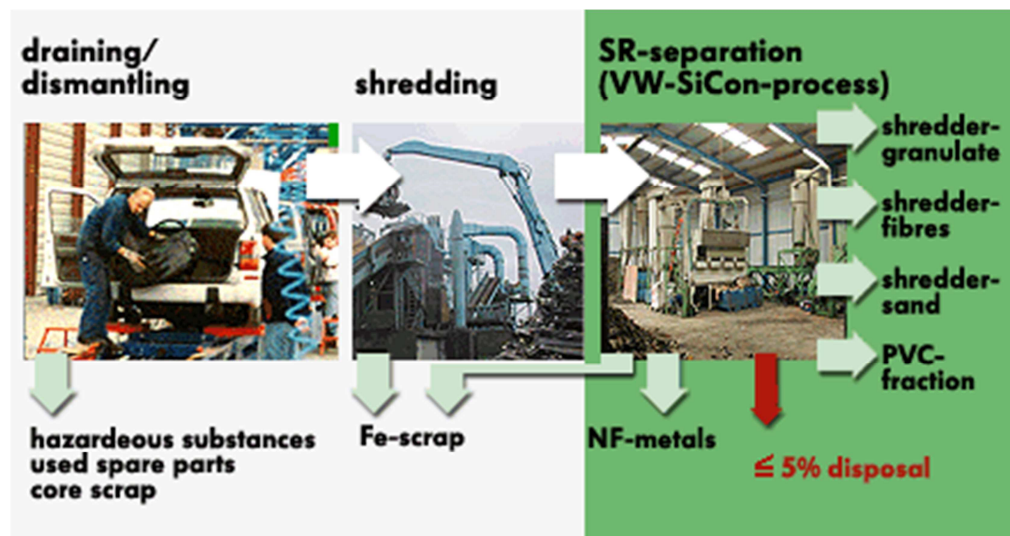 draining/
dismantling
shredding
SR-separation
(VW-SiCon-process)
shredder-
granulate
shredder-
fibres
shredder-
sand
PVC-
fraction
hazardeous substances
used spare parts
core scrap
Fe-scrap
NF-metals
≦ 5% disposal